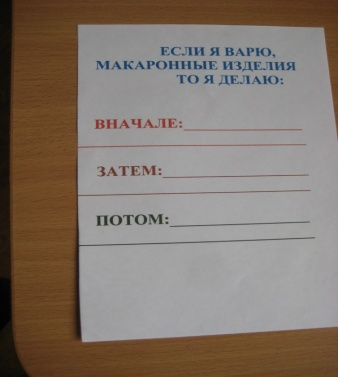 ЕСЛИ Я ВАРЮ,
МАКАРОННЫЕ ИЗДЕЛИЯ
ТО Я ДЕЛАЮ:
ВНАЧАЛЕ:
ЗАТЕМ:
ПОТОМ: